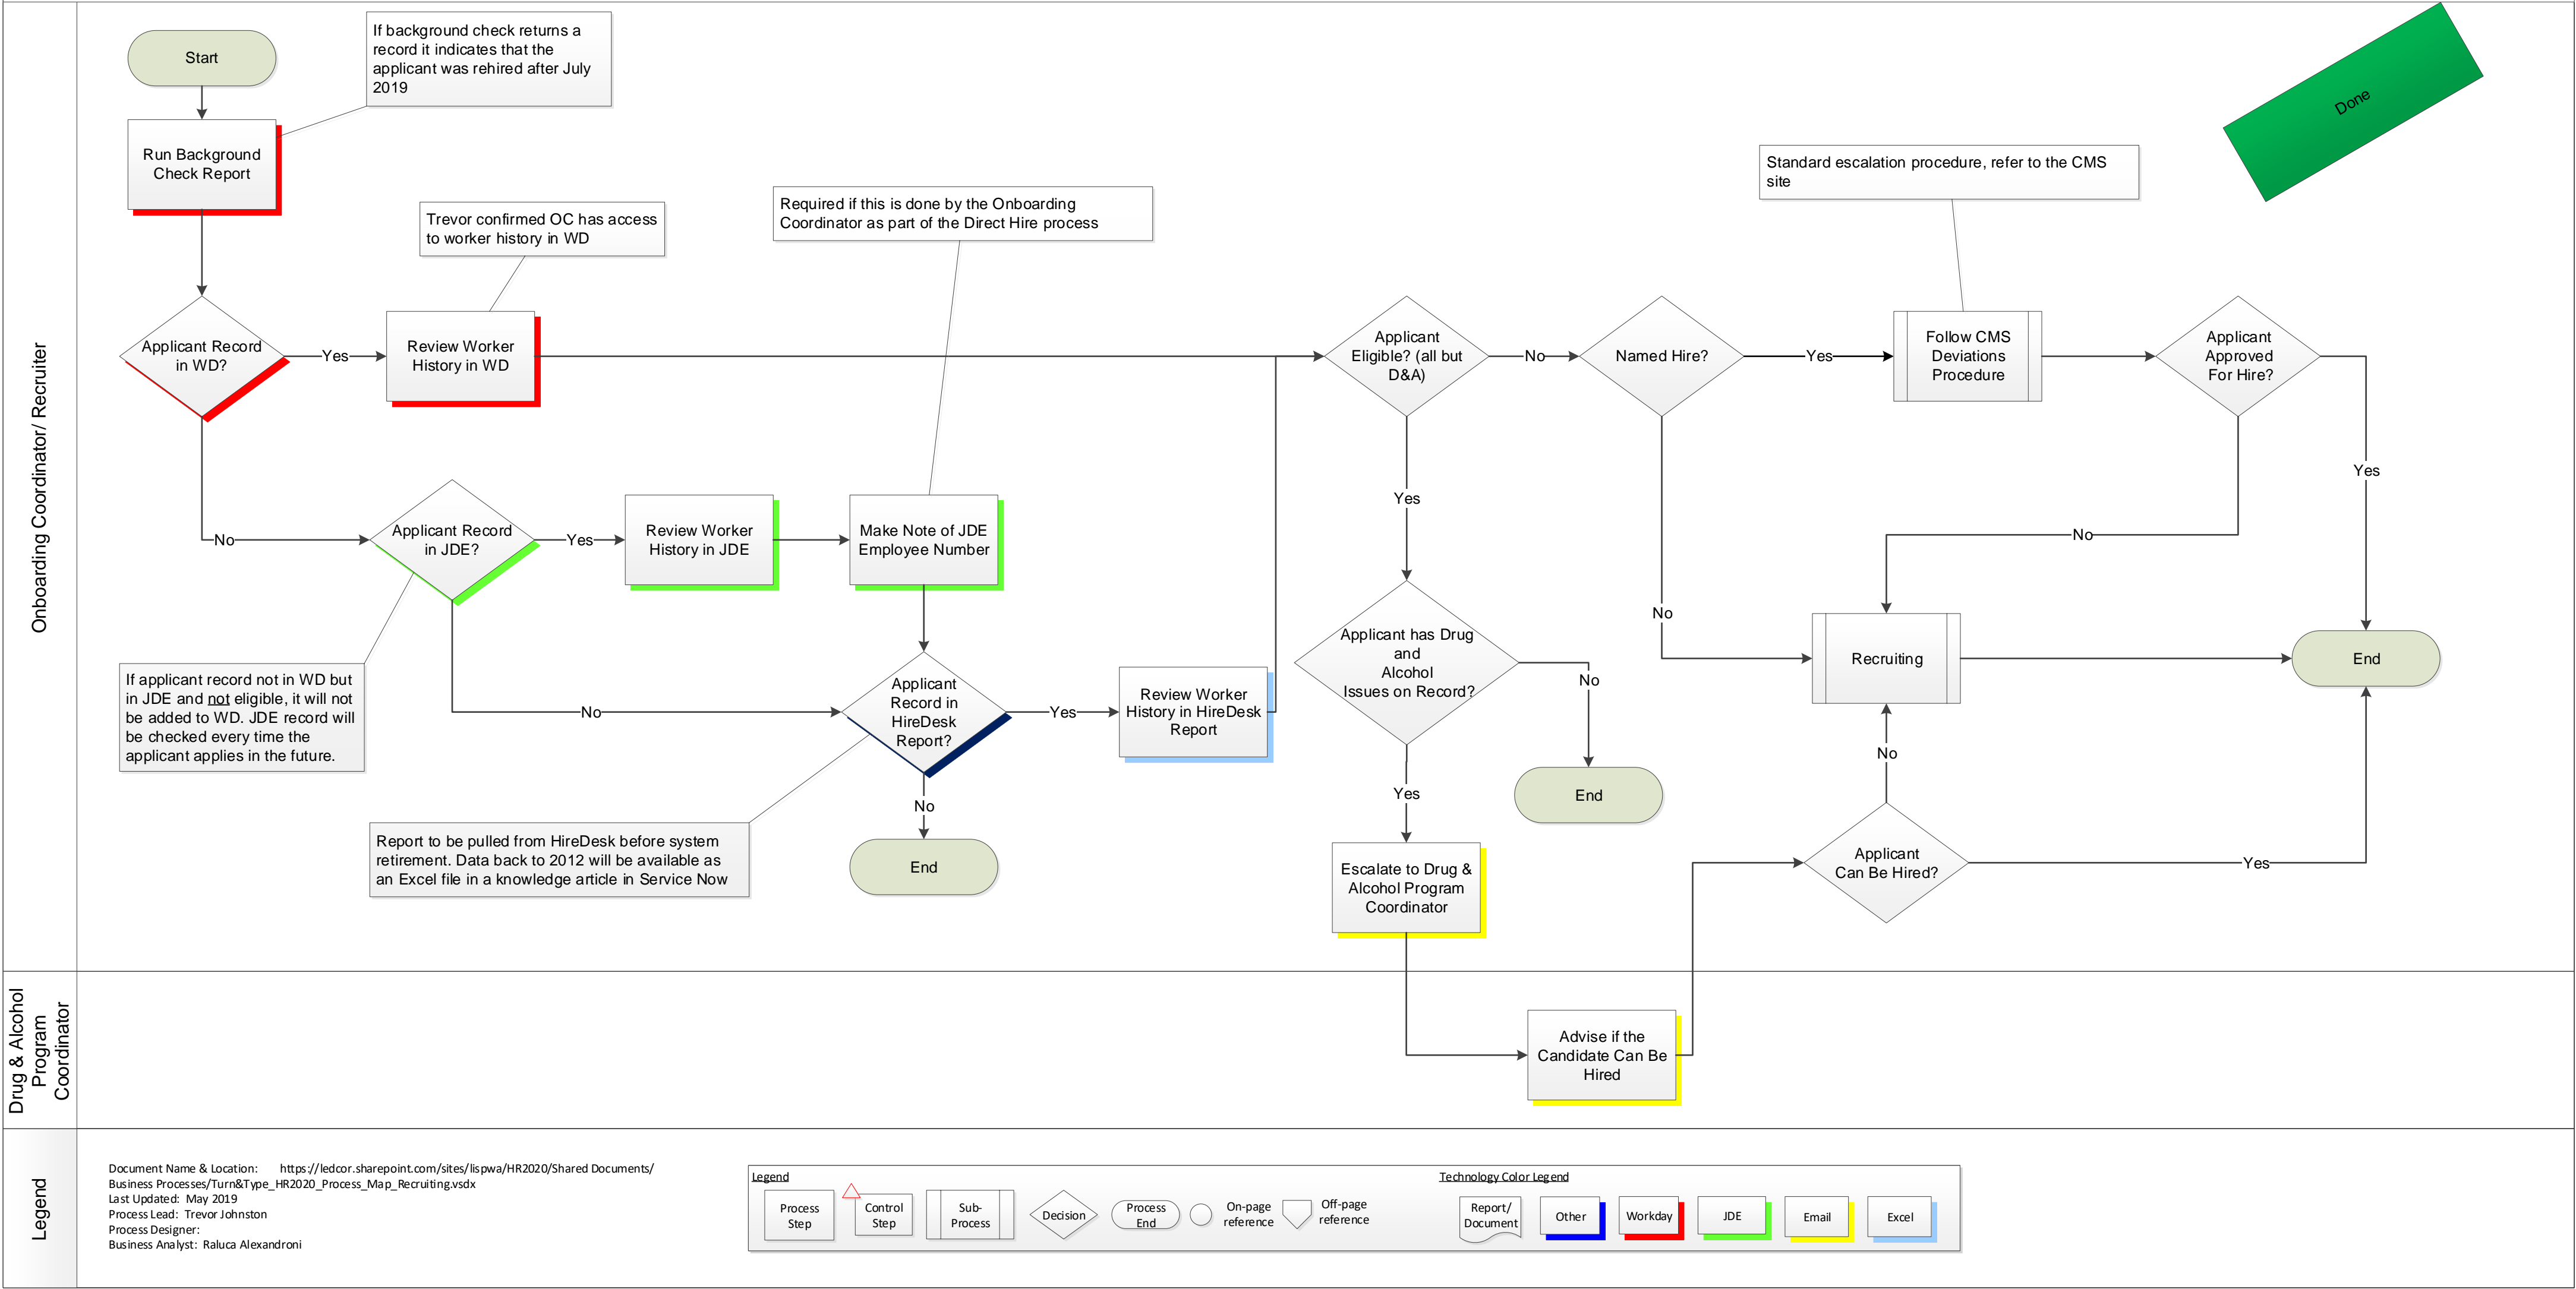 Onboarding Coordinator/ Recruiter
Start
If background check returns a
record it indicates that the
applicant was rehired after July
2019
Done
Run Background
Check Report
Standard escalation procedure, refer to the CMS
site
Trevor confirmed OC has access
to worker history in WD
Required if this is done by the Onboarding
Coordinator as part of the Direct Hire process
Applicant Record
in WD?
Yes
Review Worker
History in WD
Applicant
Eligible? (all but
D&A)
No
Named Hire?
Yes
Follow CMS
Deviations
Procedure
Applicant
Approved
For Hire?
Yes
No
Yes
No
No
Applicant Record
in JDE?
Yes
Review Worker
History in JDE
Make Note of JDE
Employee Number
If applicant record not in WD but
in JDE and not eligible, it will not
be added to WD. JDE record will
be checked every time the
applicant applies in the future.
No
Applicant
Record in
HireDesk
Report?
Yes
Review Worker
History in HireDesk
Report
Applicant has Drug
and
Alcohol
Issues on Record?
No
Recruiting
End
No
Yes
End
No
End
Report to be pulled from HireDesk before system
retirement. Data back to 2012 will be available as
an Excel file in a knowledge article in Service Now
Escalate to Drug &
Alcohol Program
Coordinator
Applicant
Can Be Hired?
Yes
Drug & Alcohol
Program
Coordinator
Advise if the
Candidate Can Be
Hired
Legend
Document Name & Location: https://ledcor.sharepoint.com/sites/lispwa/HR2020/Shared Documents/
Business Processes/Turn&Type_HR2020_Process_Map_Recruiting.vsdx
Last Updated: May 2019
Process Lead: Trevor Johnston
Process Designer:
Business Analyst: Raluca Alexandroni
Legend
Process
Step
Control
Step
Sub-
Process
Decision
Process
End
On-page
reference
Off-page
reference
Technology Color Legend
Report/
Document
Other
Workday
JDE
Email
Excel